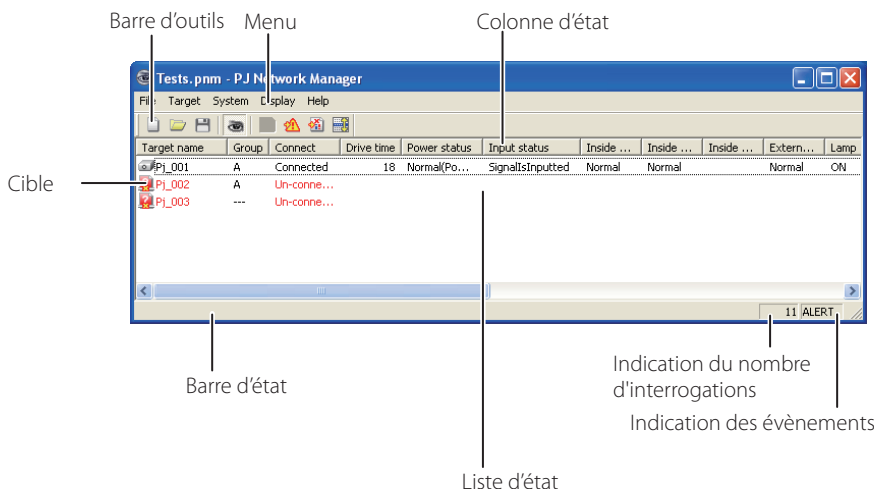 Barre d'outils Menu Colonne d'état
Tests.pnm - PJ Network Manager
File Target System Display Help
Target name Group Connect Drive time Power status Input status Inside ... Inside ... Inside ... Extern... Lamp
Pj_001 A Connected 18 Normal(Po... SignalIsInputted Normal Normal Normal ON
Cible
Pj_002 A Un-conne...
Pj_003 --- Un-conne...
11 ALERT
Indication du nombre
d'interrogations
Barre d'état
Indication des évènements
Liste d'état